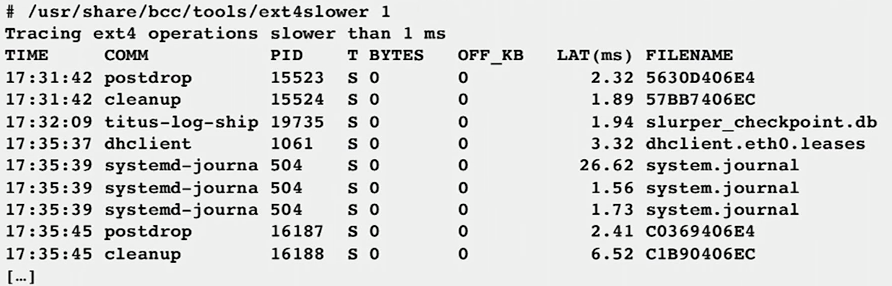 # /usr/share/bcc/tools/ext4slower 1
Tracing ext4 operations slower than 1 ms
TIME     COMM           PID    T BYTES   OFF_KB   LAT(ms) FILENAME
17:31:42 postdrop       15523  S 0       0           2.32 5630D406E4
17:31:42 cleanup        15524  S 0       0           1.89 57BB7406EC
17:32:09 titus-log-ship 19735  S 0       0           1.94 slurper_checkpoint.db
17:35:37 dhclient       1061   S 0       0           3.32 dhclient.eth0.leases
17:35:39 systemd-journa 504    S 0       0          26.62 system.journal
17:35:39 systemd-journa 504    S 0       0           1.56 system.journal
17:35:39 systemd-journa 504    S 0       0           1.73 system.journal
17:35:45 postdrop       16187  S 0       0           2.41 C0369406E4
17:35:45 cleanup        16188  S 0       0           6.52 C1B90406EC
[…]